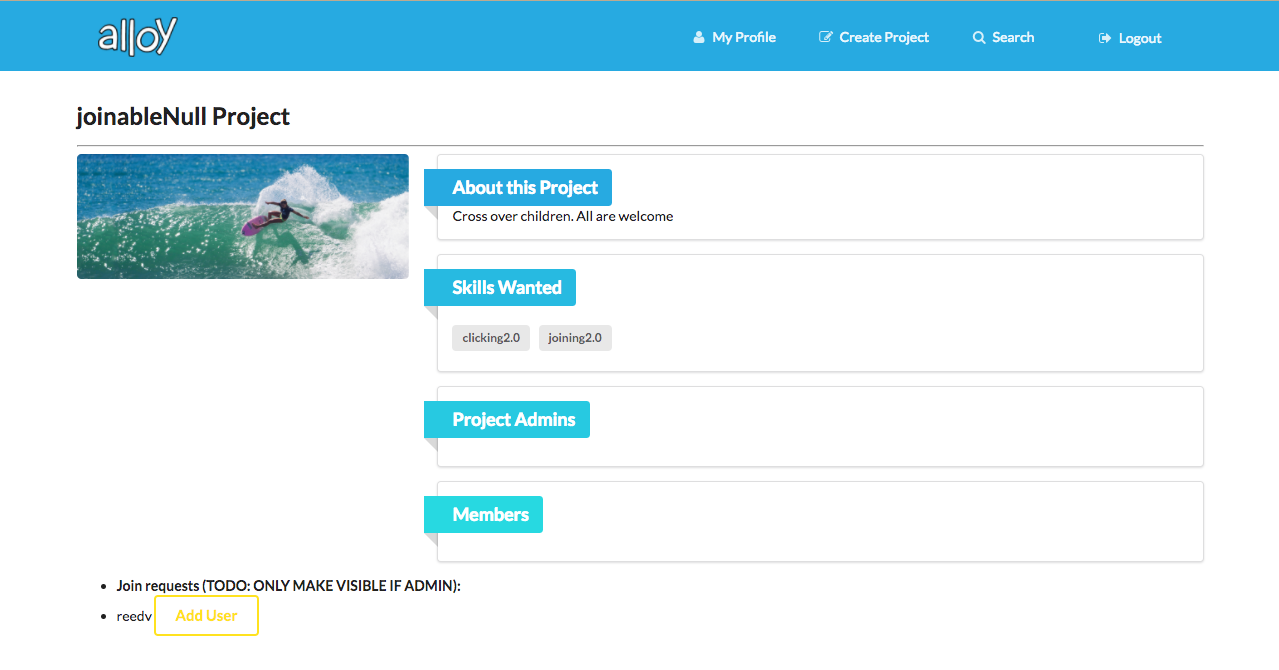 alloy
My Profile
Create Project
Search
Logout
joinableNull Project
About this Project
Cross over children. All are welcome
Skills Wanted
clicking2.0 joining2.0
Project Admins
Members
Join requests (TODO: ONLY MAKE VISIBLE IF ADMIN):
reedv Add User